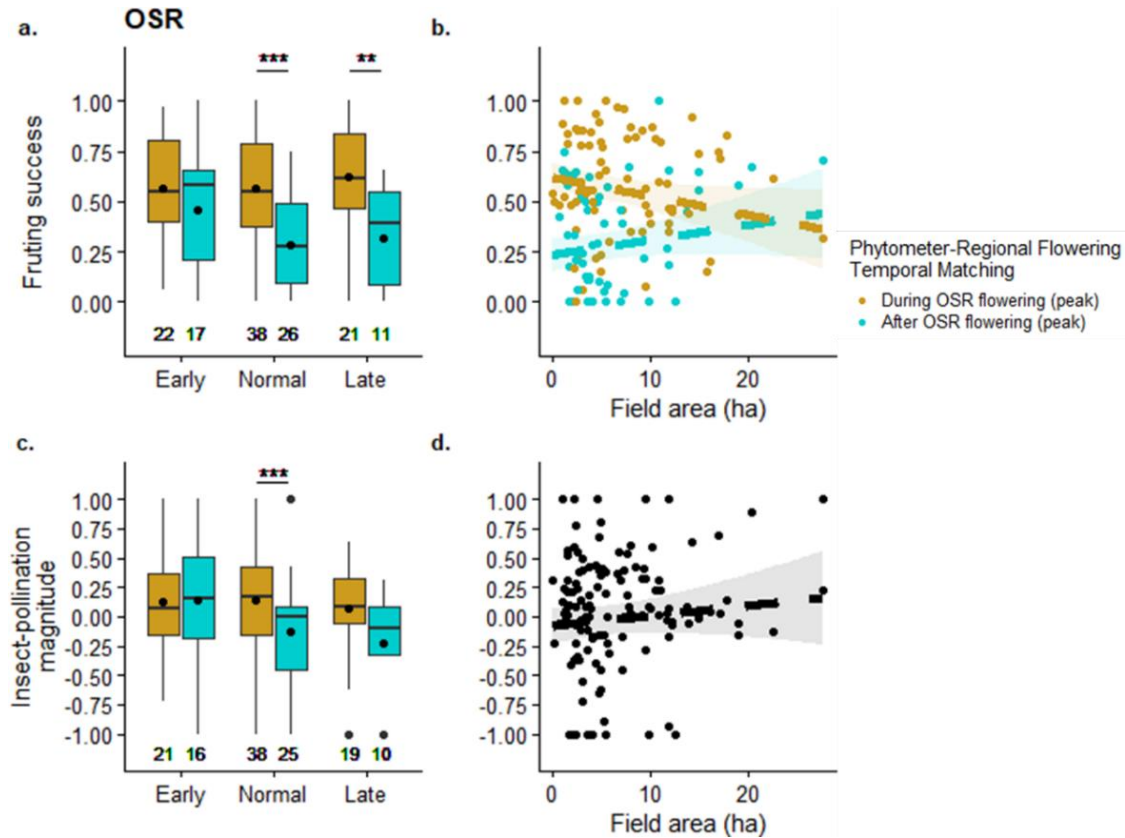 OSR
a.
Fruting success
1.00
0.75
0.50
0.25
0.00
*** **
22 17 38 26 21 11
Early Normal Late
b.
1.00
0.75
0.50
0.25
0.00
0 10 20
Field area (ha)
Phytometer-Regional Flowering
Temporal Matching
During OSR flowering (peak)
After OSR flowering (peak)
c.
Insect-pollination
magnitude
1.00
0.75
0.50
0.25
0.00
-0.25
-0.50
-0.75
-1.00
***
21 16 38 25 19 10
Early Normal Late
d.
1.00
0.75
0.50
0.25
0.00
-0.25
-0.50
-0.75
-1.00
0 10 20
Field area (ha)